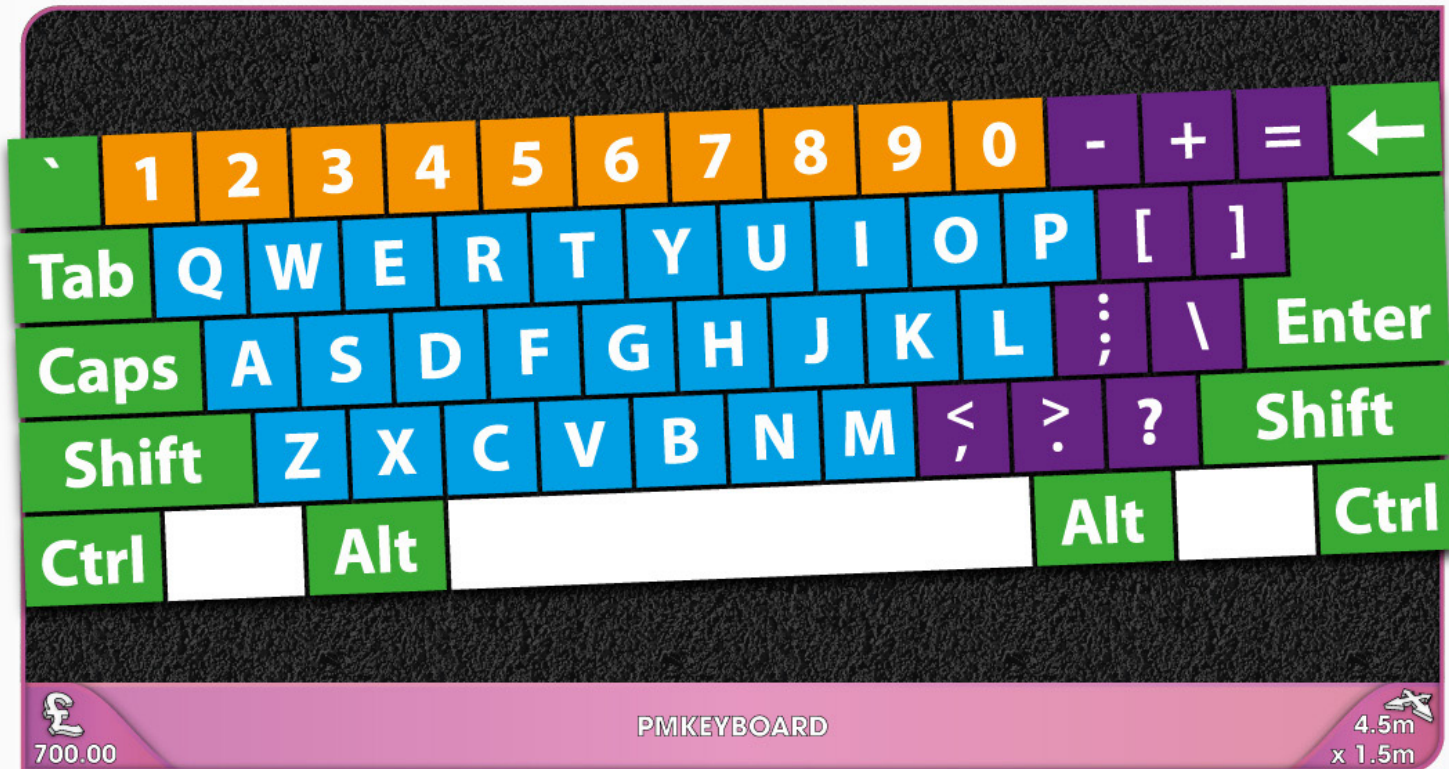 ` 1 2 3 4 5 6 7 8 9 0 - + = ←
Tab Q W E R T Y U I O P [ ]
Caps A S D F G H J K L ⋮ ; \ Enter
Shift Z X C V B N M < , > . ? Shift
Ctrl Alt Alt Ctrl
£
700.00
PMKEYBOARD
4.5m
x 1.5m